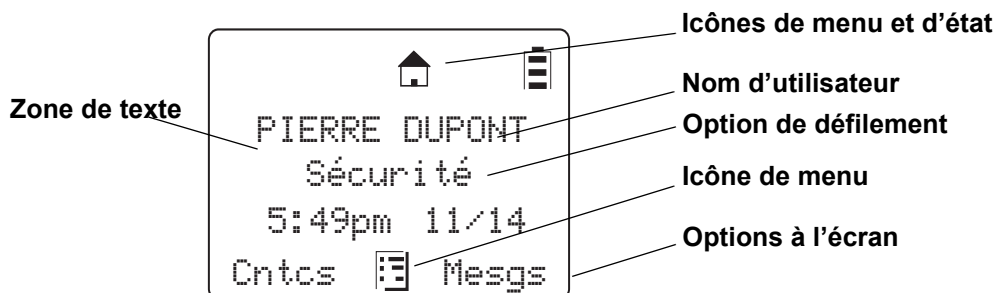 Icônes de menu et d’état
Nom d’utilisateur
Zone de texte
PIERRE DUPONT
Option de défilement
Sécurité
Icône de menu
5:49pm 11/14
Options à l’écran
Cntcs Mesgs